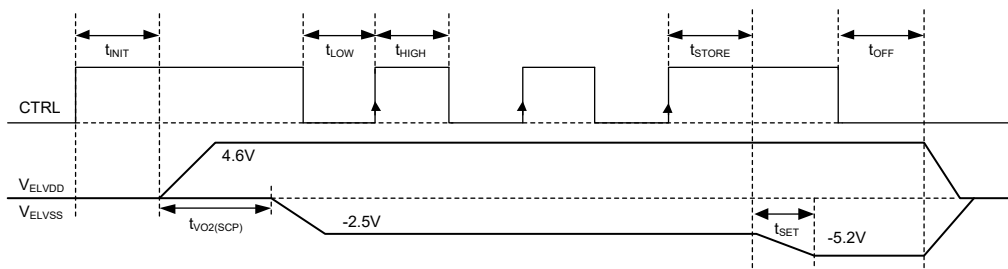 tINIT
tLOW
tHIGH
tSTORE
tOFF
CTRL
4.6V
VELVDD
VELVSS
tVO2(SCP)
-2.5V
tSET
-5.2V